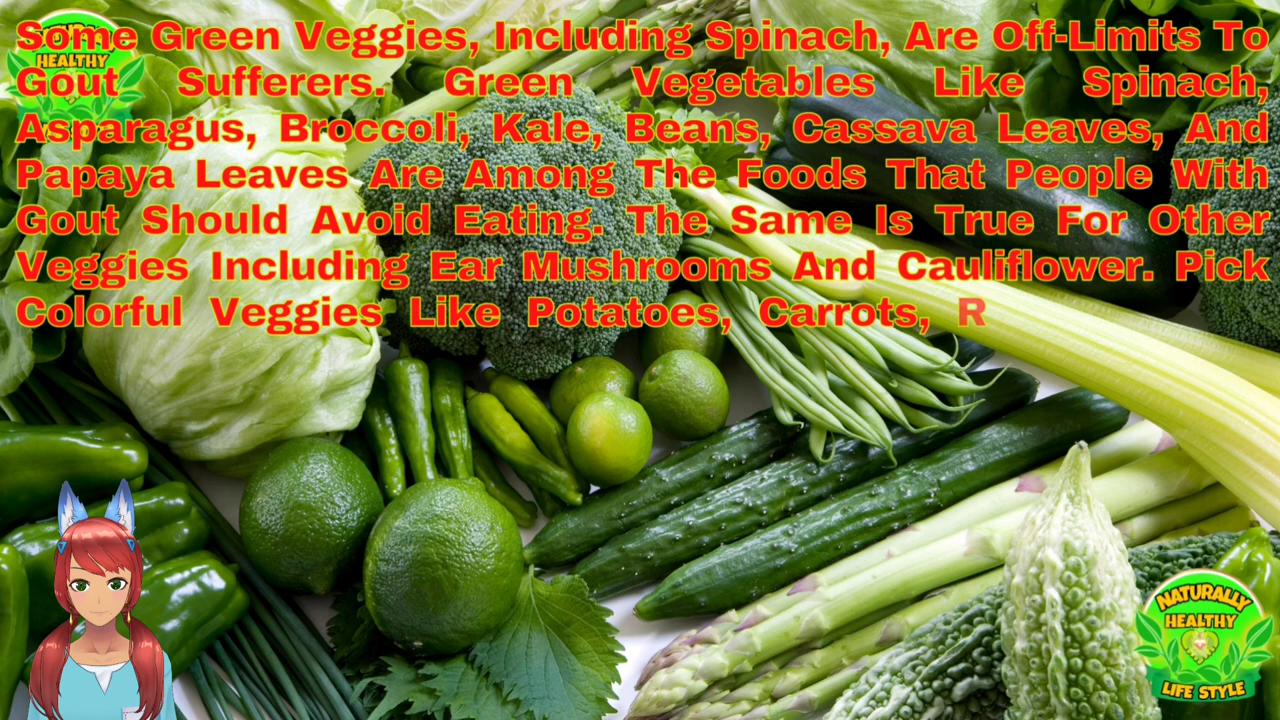 Some Green Veggies, Including Spinach, Are Off-Limits To
Gout Sufferers. Green Vegetables Like Spinach,
Asparagus, Broccoli, Kale, Beans, Cassava Leaves, And
Papaya Leaves Are Among The Foods That People With
Gout Should Avoid Eating. The Same Is True For Other
Veggies Including Ear Mushrooms And Cauliflower. Pick
Colorful Veggies Like Potatoes, Carrots, R
NATURALLY
HEALTHY
NATURALLY
HEALTHY
LIFE STYLE